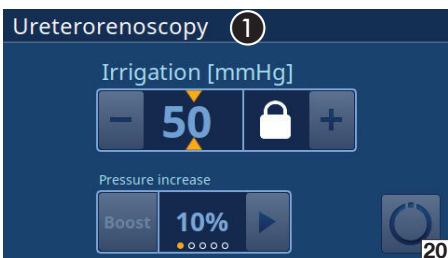 Ureterorenoscopy 1
Irrigation [mmHg]
− 50 +
Pressure increase
Boost 10%
20